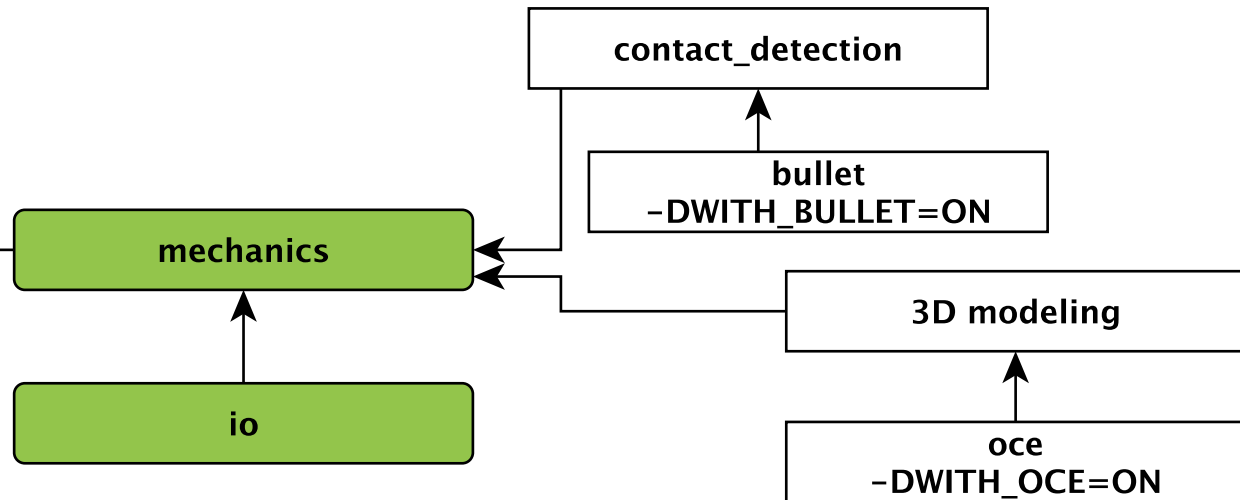 contact_detection
bullet
-DWITH_BULLET=ON
mechanics
3D modeling
io
oce
-DWITH_OCE=ON